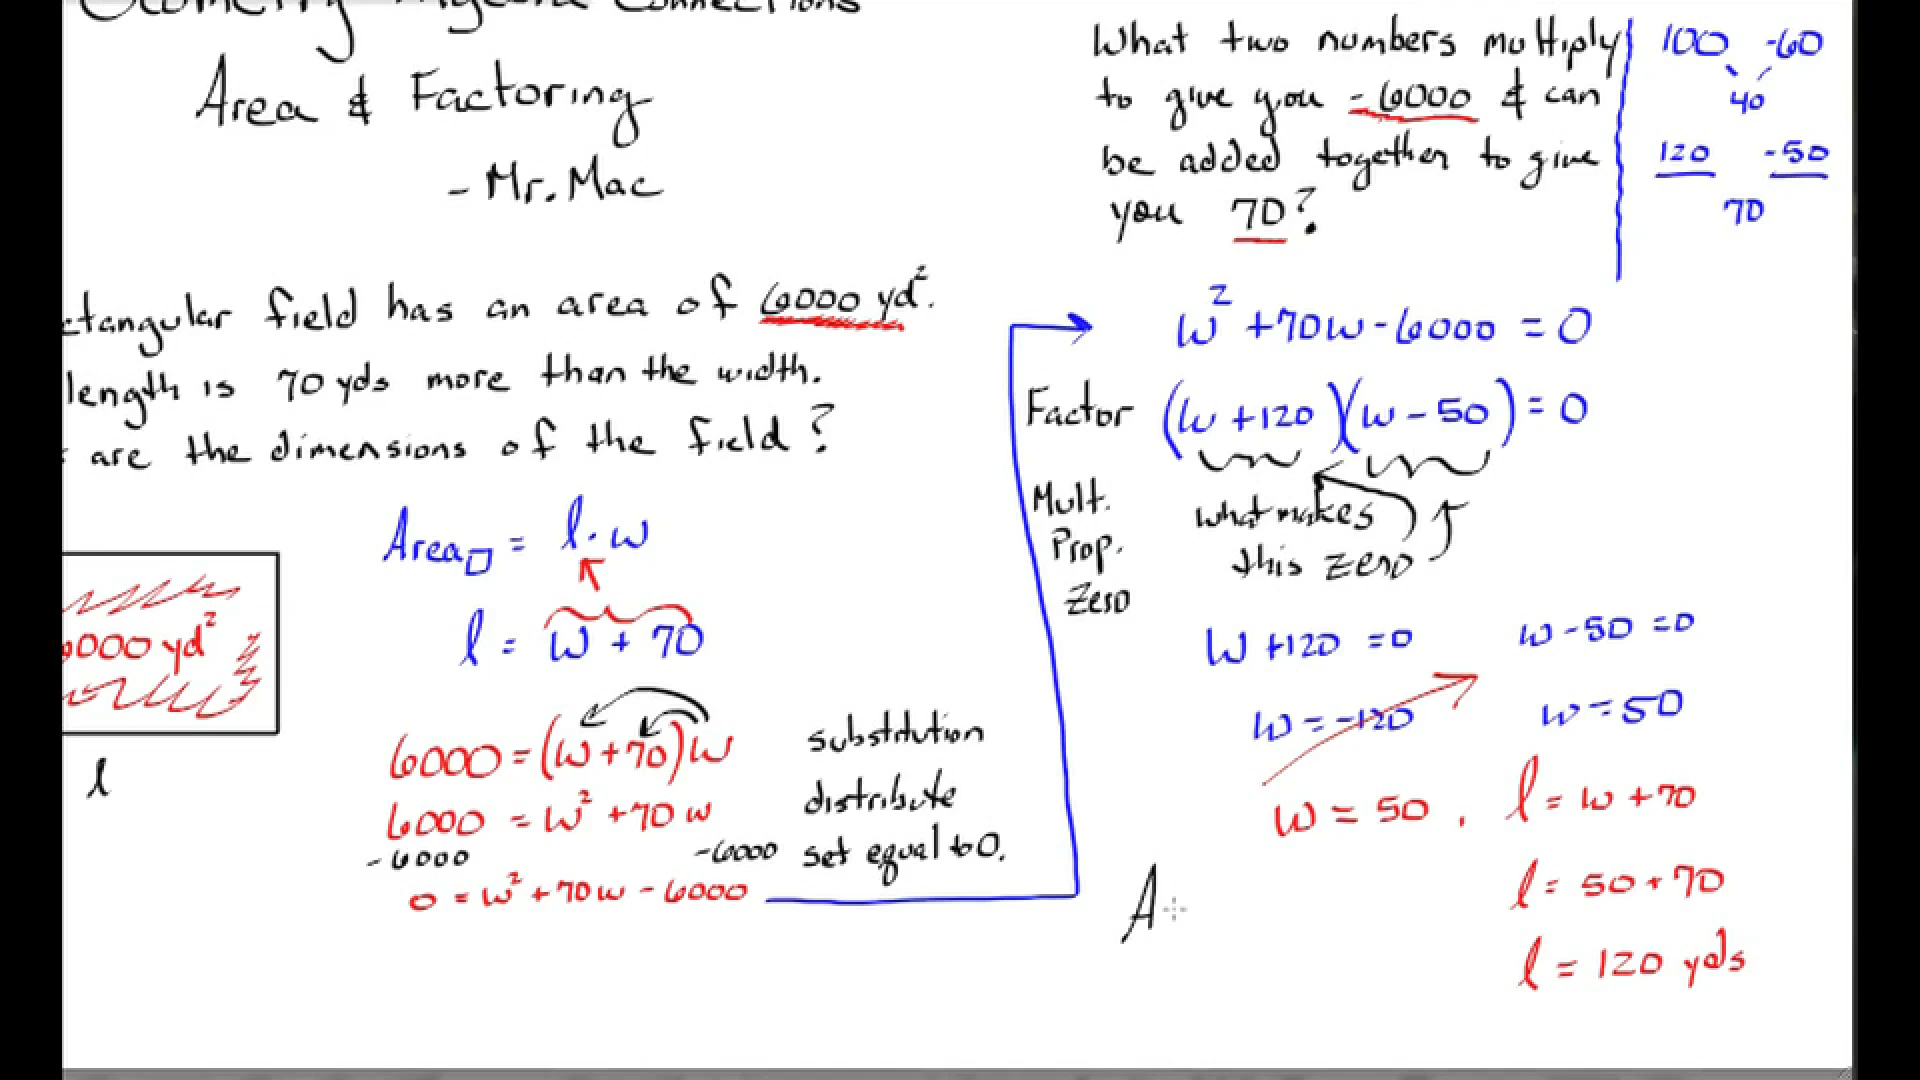 Connections
Area & Factoring
- Mr. Mac
ctangular field has an area of 6000 yd².
length is 70 yds more than the width.
are the dimensions of the field?
000 yd²
l
Area▱ = l · w
l = w + 70
6000 = (w + 70)w substitution
6000 = w² + 70w distribute
-6000 -6000 set equal to 0.
0 = w² + 70w - 6000
What two numbers multiply
to give you -6000 & can
be added together to give
you 70?
100 -60
40
120 -50
70
w² + 70w - 6000 = 0
Factor (w + 120)(w - 50) = 0
Mult.
Prop.
Zero
what makes
this zero
w + 120 = 0 w - 50 = 0
w = -120 w = 50
w = 50, l = w + 70
l = 50 + 70
l = 120 yds
A